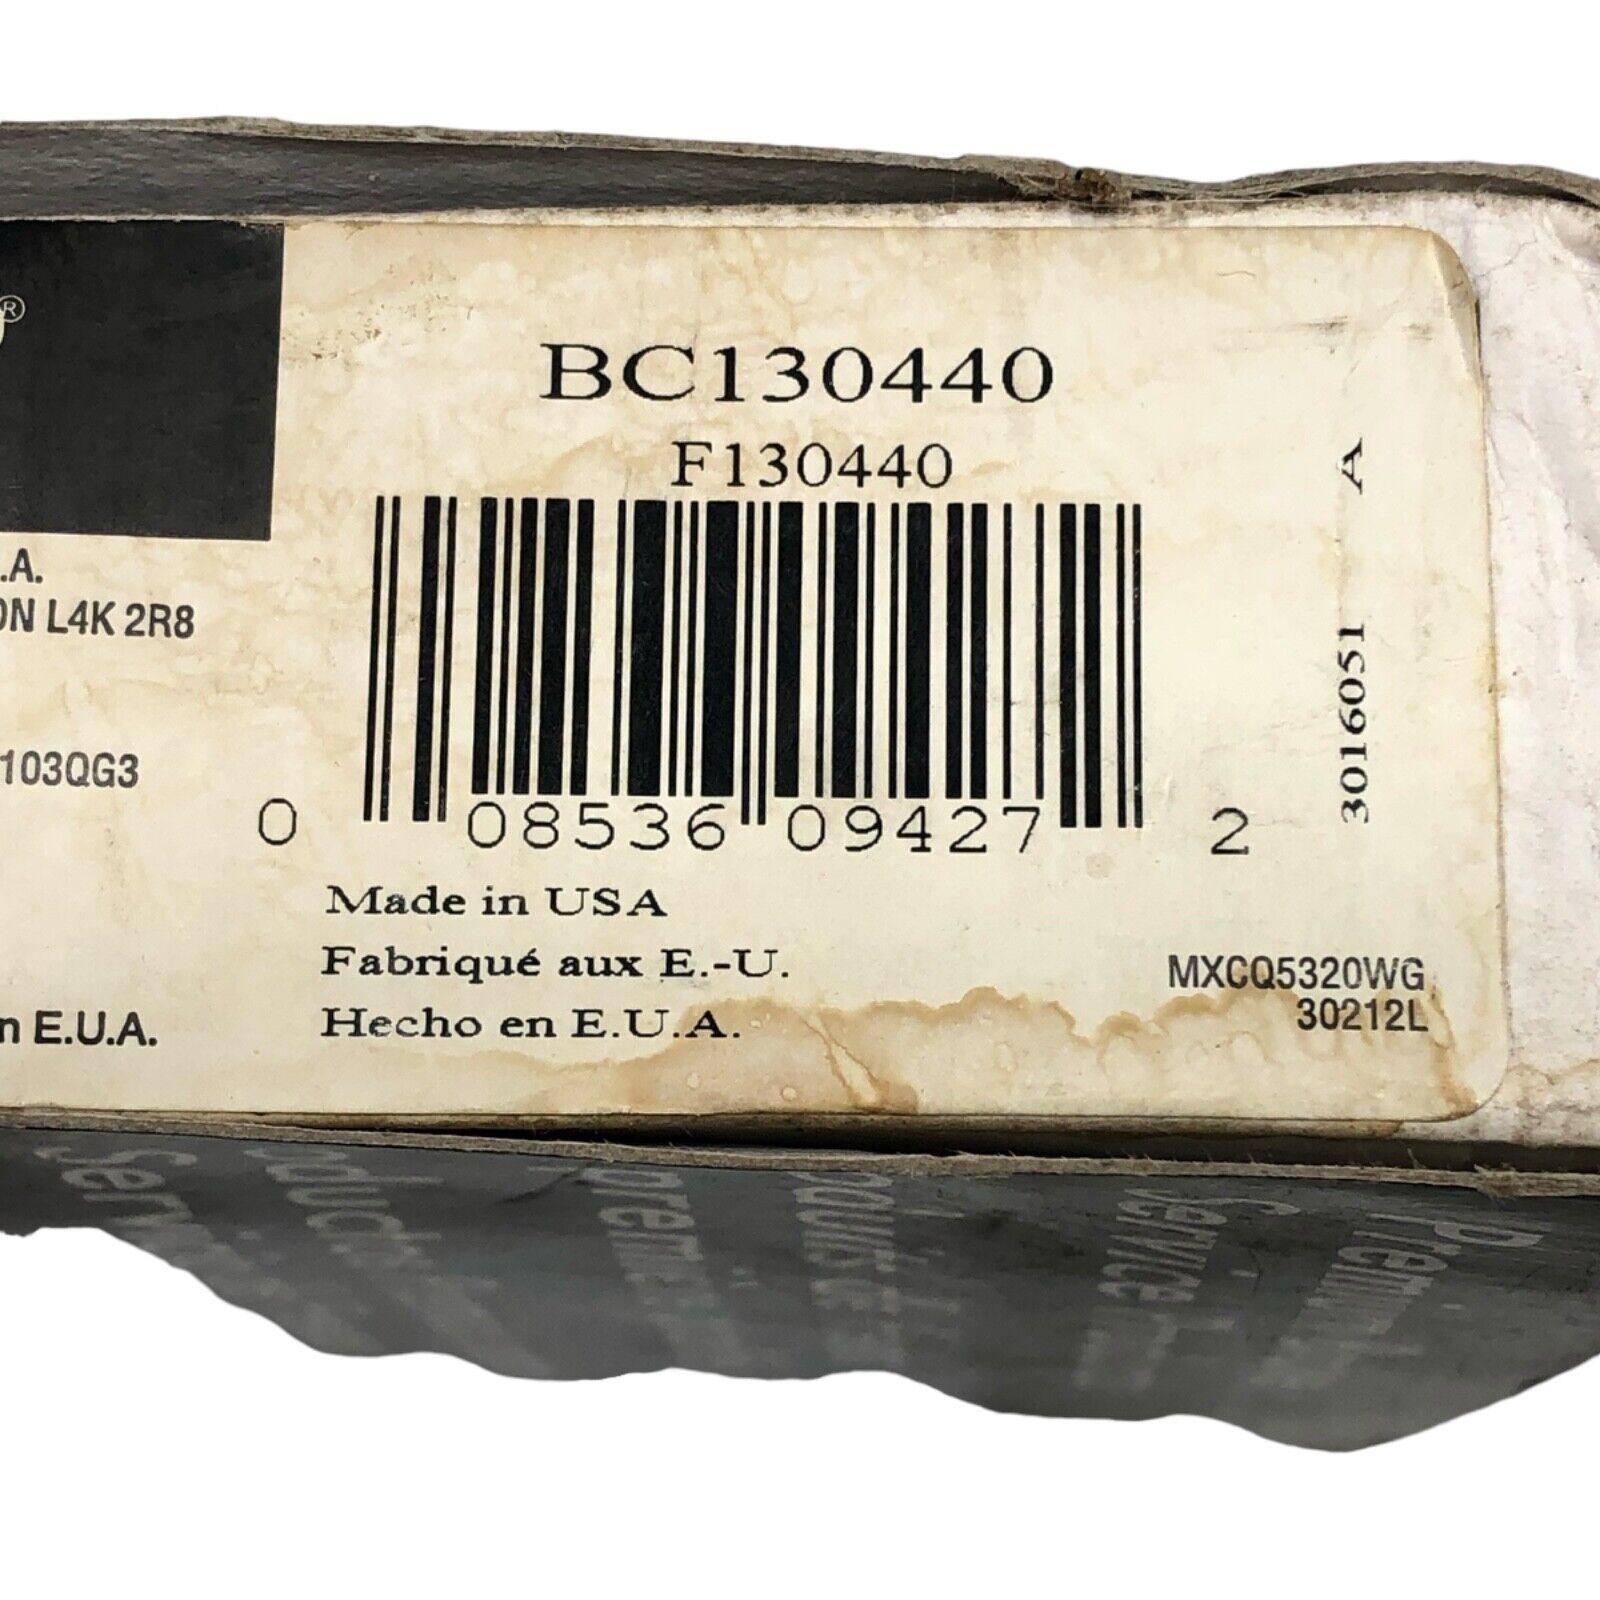 ®
BC130440
F130440
.A.
ON L4K 2R8
103QG3
0 08536 09427 2
3016051 A
Made in USA
Fabriqué aux E.-U.
Hecho en E.U.A.
n E.U.A.
MXCQ5320WG
30212L
Service